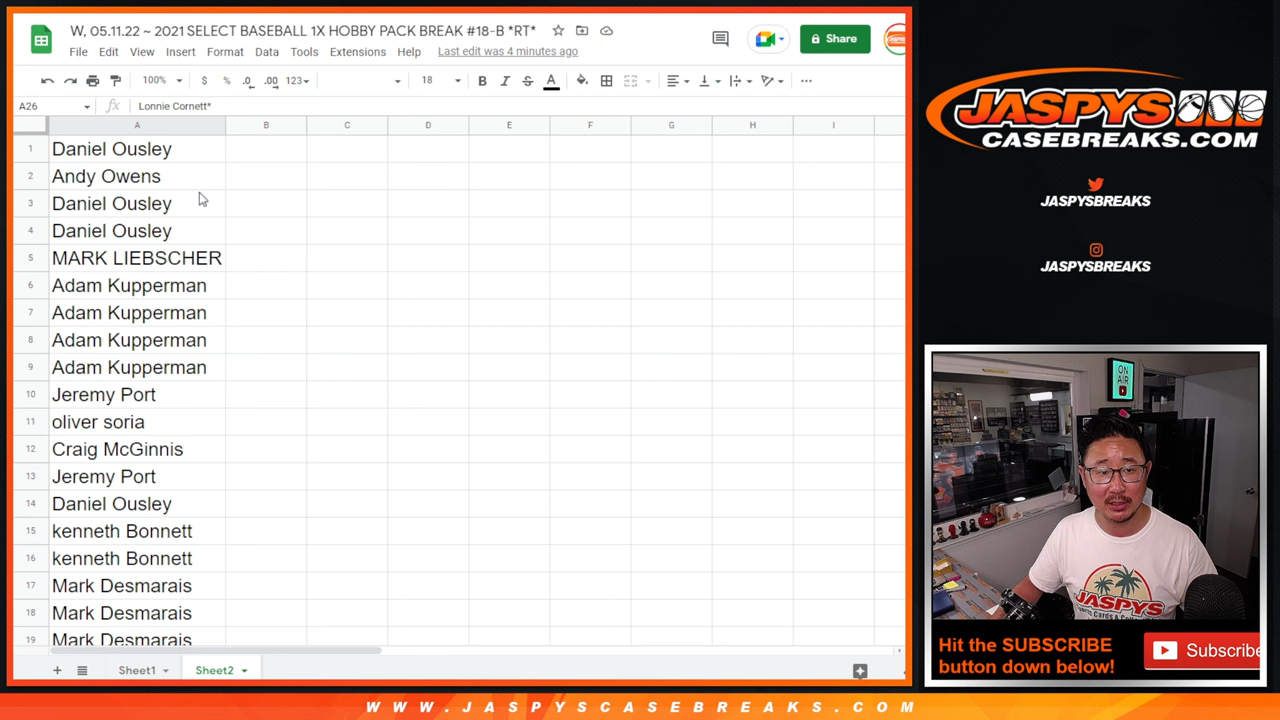 W, 05.11.22 ~ 2021 SELECT BASEBALL 1X HOBBY PACK BREAK #18-B *RT*
File Edit View Insert Format Data Tools Extensions Help Last edit was 4 minutes ago
Share
100% $ % .0 .00 123 18 B I S A
A26 fx Lonnie Cornett*
A B C D E F G H I
1 Daniel Ousley
2 Andy Owens
3 Daniel Ousley
4 Daniel Ousley
5 MARK LIEBSCHER
6 Adam Kupperman
7 Adam Kupperman
8 Adam Kupperman
9 Adam Kupperman
10 Jeremy Port
11 oliver soria
12 Craig McGinnis
13 Jeremy Port
14 Daniel Ousley
15 kenneth Bonnett
16 kenneth Bonnett
17 Mark Desmarais
18 Mark Desmarais
19 Mark Desmarais
Sheet1 Sheet2
JASPYS
CASEBREAKS.COM
JASPYSBREAKS
JASPYSBREAKS
ON
AIR
JASPYS
Hit the SUBSCRIBE
button down below!
Subscribe
WWW.JASPYSCASEBREAKS.COM